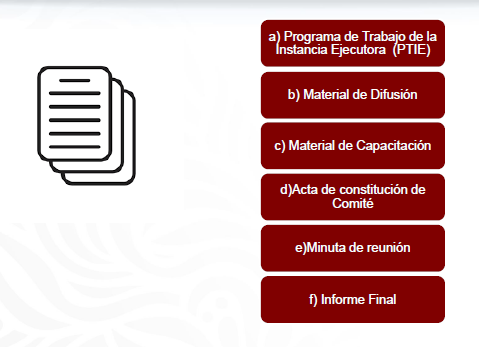 a) Programa de Trabajo de la
Instancia Ejecutora (PTIE)
b) Material de Difusión
c) Material de Capacitación
d)Acta de constitución de
Comité
e)Minuta de reunión
f) Informe Final